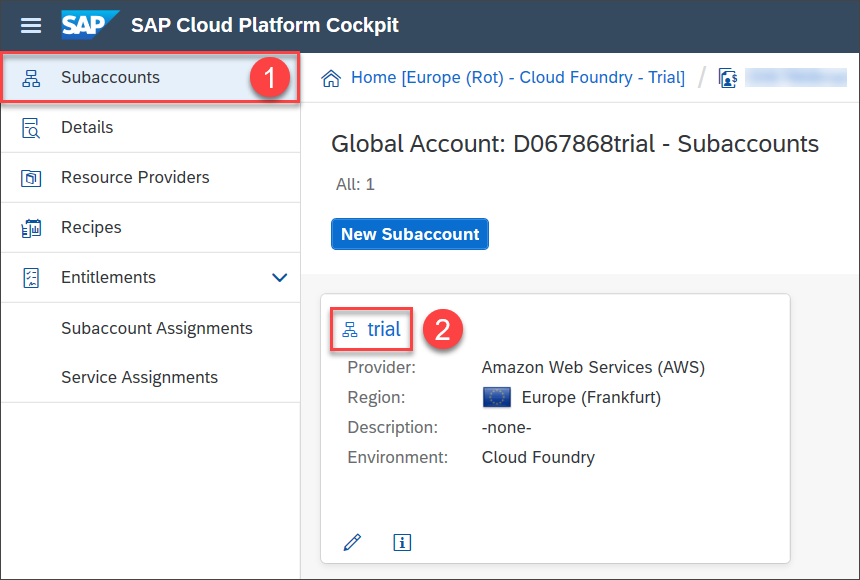 SAP SAP Cloud Platform Cockpit
Subaccounts 1
Details
Resource Providers
Recipes
Entitlements
Subaccount Assignments
Service Assignments
Home [Europe (Rot) - Cloud Foundry - Trial] /
Global Account: D067868trial - Subaccounts
All: 1
New Subaccount
trial 2
Provider: Amazon Web Services (AWS)
Region: Europe (Frankfurt)
Description: -none-
Environment: Cloud Foundry